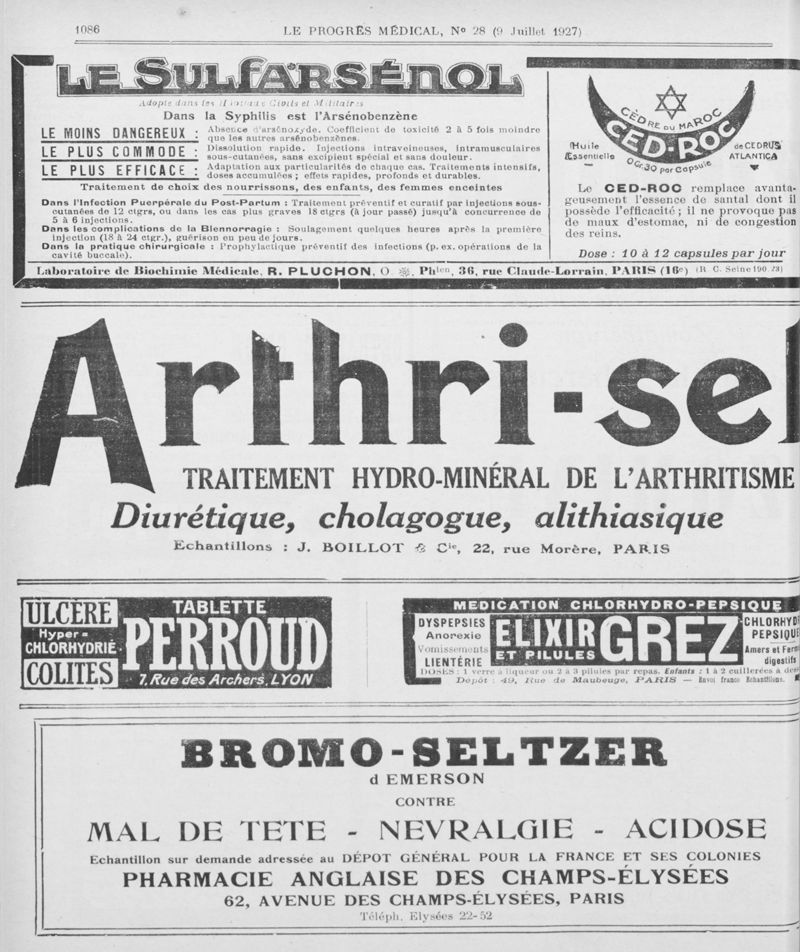 1086
LE PROGRÈS MÉDICAL, No 28 (9 Juillet 1927)
LE SULFARSÉNOL
Adopté dans les Civils et Militaires
Dans la Syphilis est l'Arsénobenzène
LE MOINS DANGEREUX : Absence d'arsénoxyde. Coefficient de toxicité 2 à 5 fois moindre
que les autres arsénobenzènes.
LE PLUS COMMODE : Dissolution rapide. Injections intraveineuses, intramusculaires
sous-cutanées, sans excipient spécial et sans douleur.
LE PLUS EFFICACE : Adaptation aux particularités de chaque cas. Traitements intensifs,
doses accumulées ; effets rapides, profonds et durables.
Traitement de choix des nourrissons, des enfants, des femmes enceintes
Dans l'Infection Puerpérale du Post-Partum : Traitement préventif et curatif par injections sous-
cutanées de 12 ctgrs, ou dans les cas plus graves 18 ctgrs (à jour passé) jusqu'à concurrence de
5 à 6 injections.
Dans les complications de la Blennorragie : Soulagement quelques heures après la première
injection (18 à 24 ctgr.), guérison en peu de jours.
Dans la pratique chirurgicale : Prophylactique préventif des infections (p. ex. opérations de la
cavité buccale).
CÈDRE DU MAROC
CED-ROC
0 Gr. 30 par Capsule
Huile
Essentielle
de CEDRUS
ATLANTICA
Le CED-ROC remplace avanta-
geusement l'essence de santal dont il
possède l'efficacité ; il ne provoque pas
de maux d'estomac, ni de congestion
des reins.
Dose : 10 à 12 capsules par jour
Laboratoire de Biochimie Médicale, R. PLUCHON, O. Phien, 36, rue Claude-Lorrain, PARIS (16e) (R. C. Seine 190.23)
Arthri-sel
TRAITEMENT HYDRO-MINÉRAL DE L'ARTHRITISME
Diurétique, cholagogue, alithiasique
Echantillons : J. BOILLOT & Cie, 22, rue Morère, PARIS
ULCÈRE
Hyper=
CHLORHYDRIE
COLITES
TABLETTE
PERROUD
7, Rue des Archers, LYON
MEDICATION CHLORHYDRO-PEPSIQUE
DYSPEPSIES
Anorexie
Vomissements
LIENTÉRIE
ELIXIR
ET PILULES
GREZ
CHLORHYD
PEPSIQU
Amers et Ferm
digestifs
DOSES : 1 verre à liqueur ou 2 à 3 pilules par repas. Enfants : 1 à 2 cuillerées à des
Dépôt : 49, Rue de Maubeuge, PARIS — Envoi franco Echantillons.
BROMO-SELTZER
d EMERSON
CONTRE
MAL DE TETE - NEVRALGIE - ACIDOSE
Echantillon sur demande adressée au DÉPOT GÉNÉRAL POUR LA FRANCE ET SES COLONIES
PHARMACIE ANGLAISE DES CHAMPS-ÉLYSÉES
62, AVENUE DES CHAMPS-ÉLYSÉES, PARIS
Téléph. Elysées 22-52